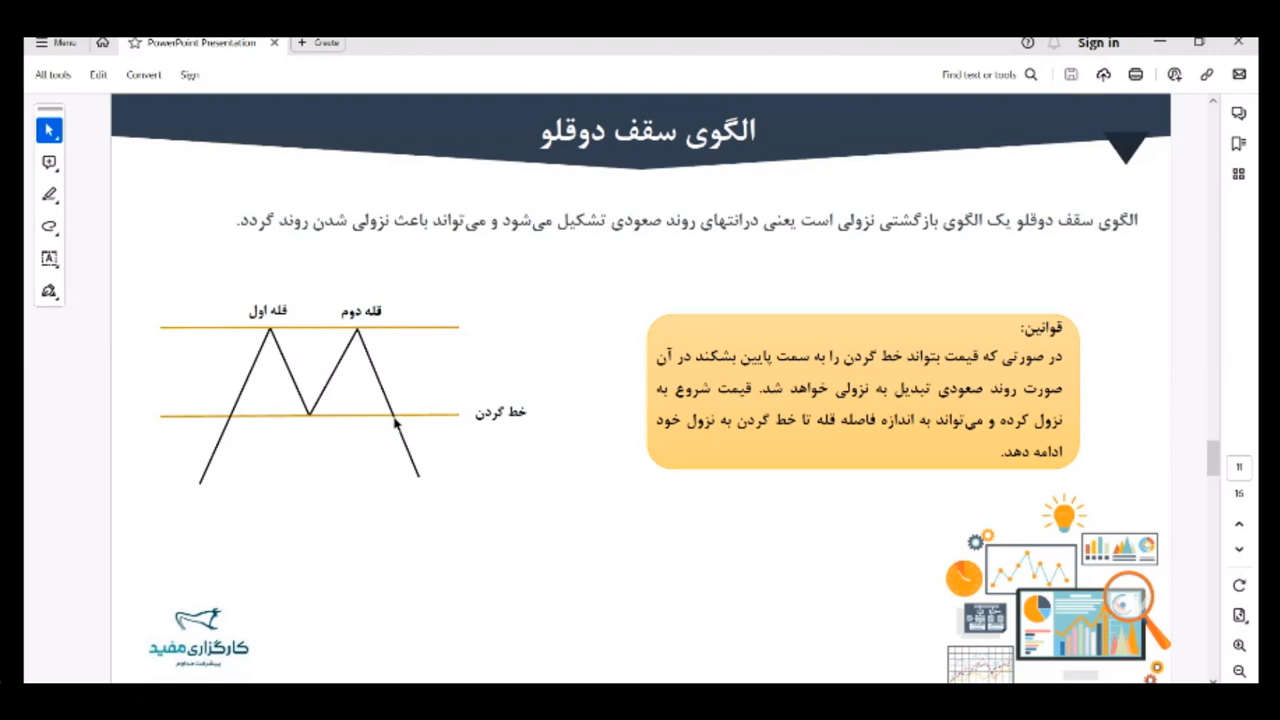 Menu
PowerPoint Presentation
Create
Sign in
All tools
Edit
Convert
Sign
Find text or tools
الگوی سقف دوقلو
الگوی سقف دوقلو یک الگوی بازگشتی نزولی است یعنی درانتهای روند صعودی تشکیل می‌شود و می‌تواند باعث نزولی شدن روند گردد.
قله اول
قله دوم
خط گردن
قوانین:
در صورتی که قیمت بتواند خط گردن را به سمت پایین بشکند در آن
صورت روند صعودی تبدیل به نزولی خواهد شد. قیمت شروع به
نزول کرده و می‌تواند به اندازه فاصله قله تا خط گردن به نزول خود
ادامه دهد.
11
16
کارگزاری مفید
پیشرفت مداوم